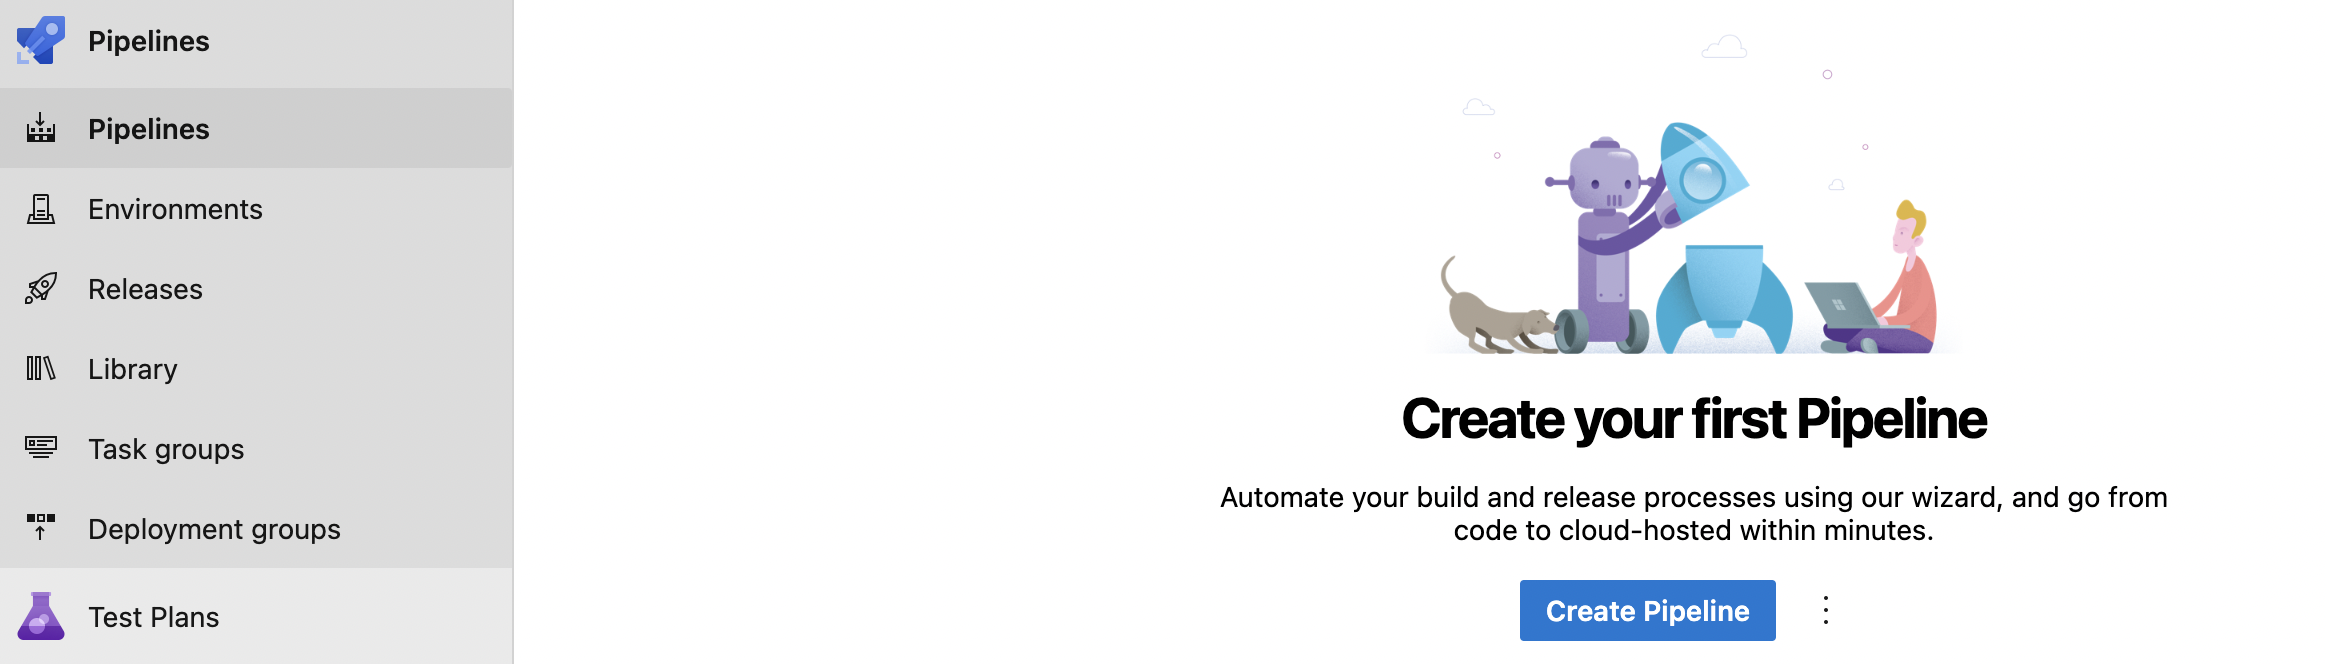 Pipelines
Pipelines
Environments
Releases
Library
Task groups
Deployment groups
Test Plans
Create your first Pipeline
Automate your build and release processes using our wizard, and go from
code to cloud-hosted within minutes.
Create Pipeline